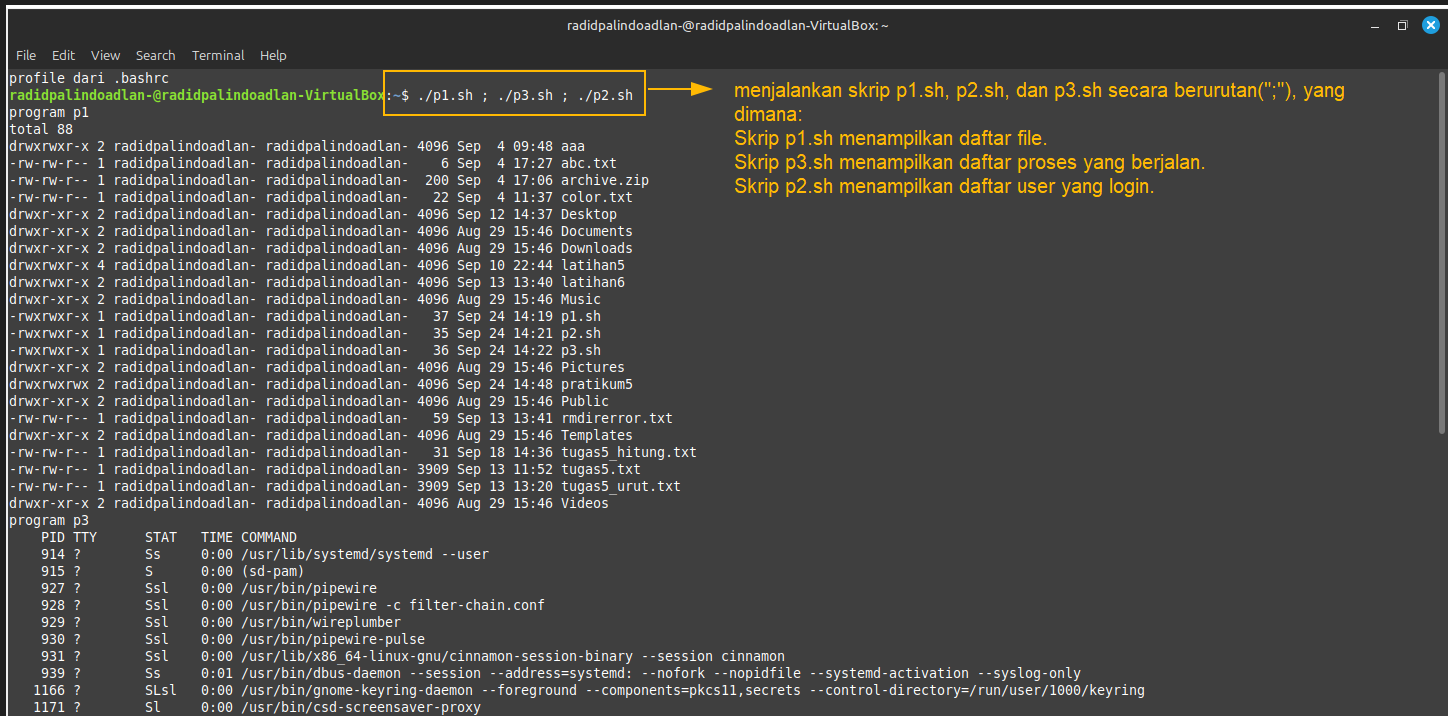 radidpalindoadlan-@radidpalindoadlan-VirtualBox: ~
File Edit View Search Terminal Help
profile dari .bashrc
radidpalindoadlan-@radidpalindoadlan-VirtualBox:~$ ./p1.sh ; ./p3.sh ; ./p2.sh
menjalankan skrip p1.sh, p2.sh, dan p3.sh secara berurutan(";"), yang
dimana:
Skrip p1.sh menampilkan daftar file.
Skrip p3.sh menampilkan daftar proses yang berjalan.
Skrip p2.sh menampilkan daftar user yang login.
program p1
total 88
drwxrwxr-x 2 radidpalindoadlan- radidpalindoadlan- 4096 Sep  4 09:48 aaa
-rw-rw-r-- 1 radidpalindoadlan- radidpalindoadlan-    6 Sep  4 17:27 abc.txt
-rw-rw-r-- 1 radidpalindoadlan- radidpalindoadlan-  200 Sep  4 17:06 archive.zip
-rw-rw-r-- 1 radidpalindoadlan- radidpalindoadlan-   22 Sep  4 11:37 color.txt
drwxr-xr-x 2 radidpalindoadlan- radidpalindoadlan- 4096 Sep 12 14:37 Desktop
drwxr-xr-x 2 radidpalindoadlan- radidpalindoadlan- 4096 Aug 29 15:46 Documents
drwxr-xr-x 2 radidpalindoadlan- radidpalindoadlan- 4096 Aug 29 15:46 Downloads
drwxrwxr-x 4 radidpalindoadlan- radidpalindoadlan- 4096 Sep 10 22:44 latihan5
drwxrwxr-x 2 radidpalindoadlan- radidpalindoadlan- 4096 Sep 13 13:40 latihan6
drwxr-xr-x 2 radidpalindoadlan- radidpalindoadlan- 4096 Aug 29 15:46 Music
-rwxrwxr-x 1 radidpalindoadlan- radidpalindoadlan-   37 Sep 24 14:19 p1.sh
-rwxrwxr-x 1 radidpalindoadlan- radidpalindoadlan-   35 Sep 24 14:21 p2.sh
-rwxrwxr-x 1 radidpalindoadlan- radidpalindoadlan-   36 Sep 24 14:22 p3.sh
drwxr-xr-x 2 radidpalindoadlan- radidpalindoadlan- 4096 Aug 29 15:46 Pictures
drwxrwxrwx 2 radidpalindoadlan- radidpalindoadlan- 4096 Sep 24 14:48 pratikum5
drwxr-xr-x 2 radidpalindoadlan- radidpalindoadlan- 4096 Aug 29 15:46 Public
-rw-rw-r-- 1 radidpalindoadlan- radidpalindoadlan-   59 Sep 13 13:41 rmdirerror.txt
drwxr-xr-x 2 radidpalindoadlan- radidpalindoadlan- 4096 Aug 29 15:46 Templates
-rw-rw-r-- 1 radidpalindoadlan- radidpalindoadlan-   31 Sep 18 14:36 tugas5_hitung.txt
-rw-rw-r-- 1 radidpalindoadlan- radidpalindoadlan- 3909 Sep 13 11:52 tugas5.txt
-rw-rw-r-- 1 radidpalindoadlan- radidpalindoadlan- 3909 Sep 13 13:20 tugas5_urut.txt
drwxr-xr-x 2 radidpalindoadlan- radidpalindoadlan- 4096 Aug 29 15:46 Videos
program p3
    PID TTY      STAT   TIME COMMAND
    914 ?        Ss     0:00 /usr/lib/systemd/systemd --user
    915 ?        S      0:00 (sd-pam)
    927 ?        Ssl    0:00 /usr/bin/pipewire
    928 ?        Ssl    0:00 /usr/bin/pipewire -c filter-chain.conf
    929 ?        Ssl    0:00 /usr/bin/wireplumber
    930 ?        Ssl    0:00 /usr/bin/pipewire-pulse
    931 ?        Ssl    0:00 /usr/lib/x86_64-linux-gnu/cinnamon-session-binary --session cinnamon
    939 ?        Ss     0:01 /usr/bin/dbus-daemon --session --address=systemd: --nofork --nopidfile --systemd-activation --syslog-only
   1166 ?        SLsl   0:00 /usr/bin/gnome-keyring-daemon --foreground --components=pkcs11,secrets --control-directory=/run/user/1000/keyring
   1171 ?        Sl     0:00 /usr/bin/csd-screensaver-proxy